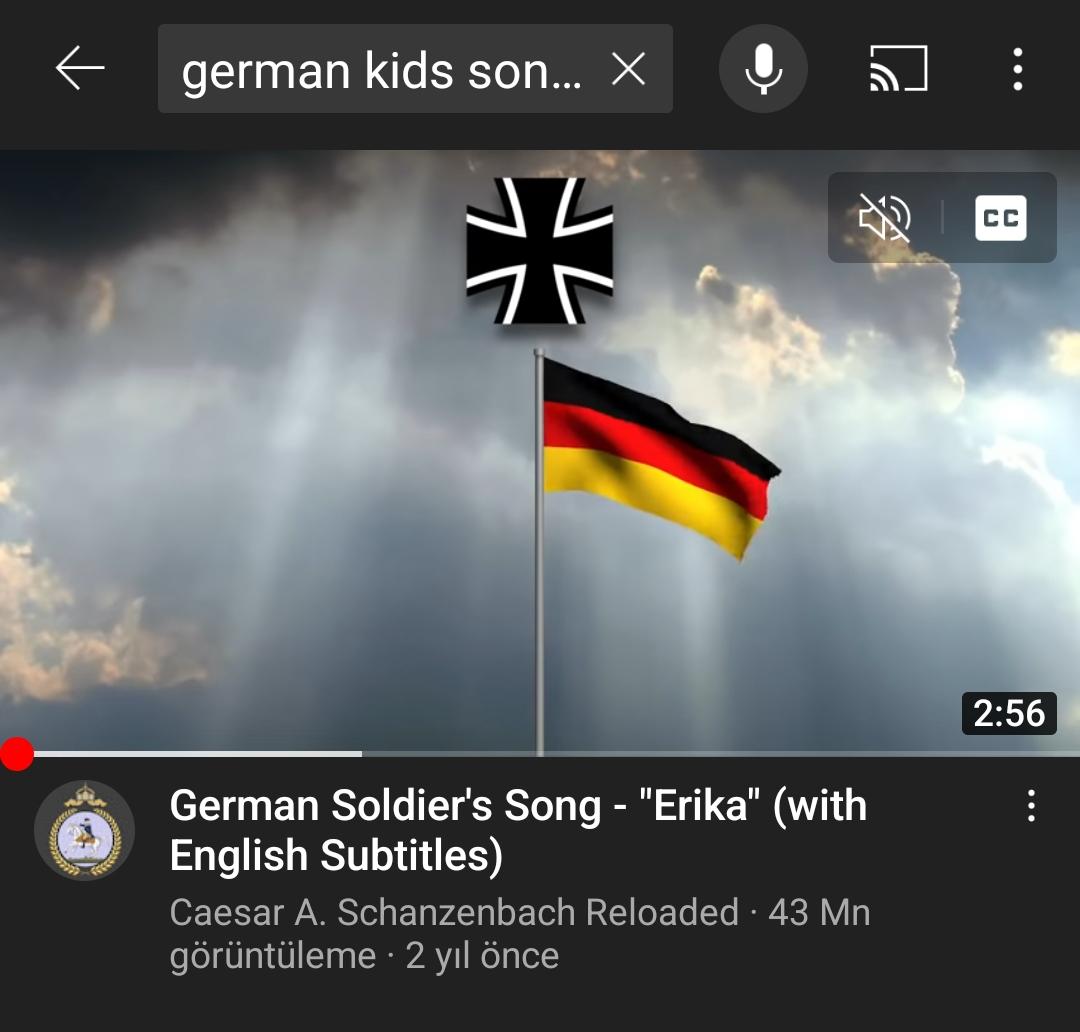 german kids son...
CC
2:56
German Soldier's Song - "Erika" (with
English Subtitles)
Caesar A. Schanzenbach Reloaded · 43 Mn
görüntüleme · 2 yıl önce